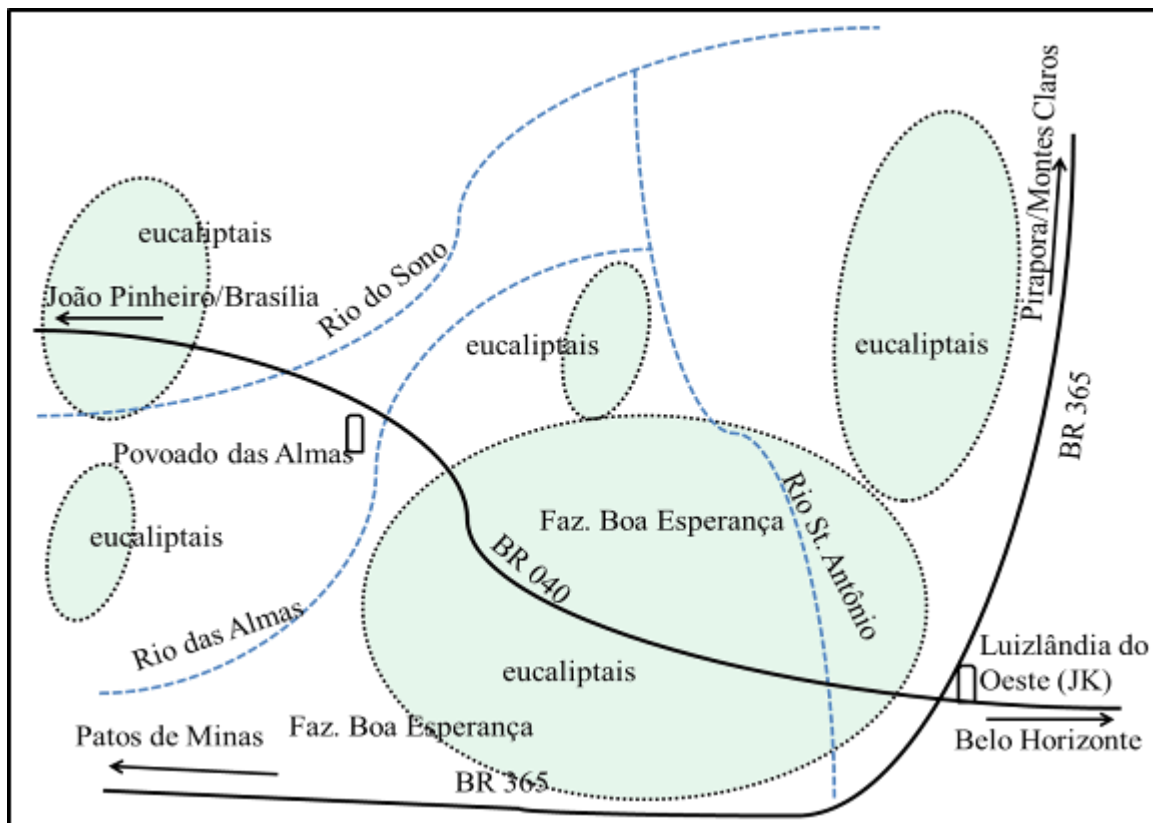 Pirapora/Montes Claros
eucaliptais
João Pinheiro/Brasília
Rio do Sono
eucaliptais
eucaliptais
BR 365
Povoado das Almas
eucaliptais
Faz. Boa Esperança
Rio St. Antônio
BR 040
Rio das Almas
eucaliptais
Luizlândia do
Oeste (JK)
Faz. Boa Esperança
Patos de Minas
Belo Horizonte
BR 365